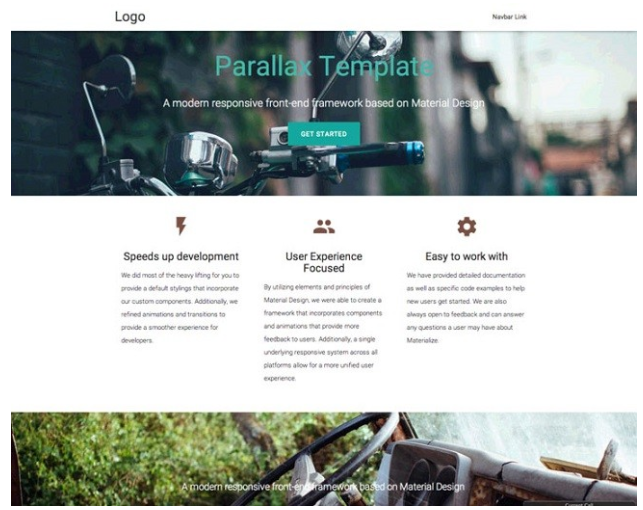 Logo
Navbar Link
Parallax Template
A modern responsive front-end framework based on Material Design
GET STARTED
Speeds up development
We did most of the heavy lifting for you to
provide a default stylings that incorporate
our custom components. Additionally, we
refined animations and transitions to
provide a smoother experience for
developers.
User Experience
Focused
By utilizing elements and principles of
Material Design, we were able to create a
framework that incorporates components
and animations that provide more
feedback to users. Additionally, a single
underlying responsive system across all
platforms allow for a more unified user
experience.
Easy to work with
We have provided detailed documentation
as well as specific code examples to help
new users get started. We are also
always open to feedback and can answer
any questions a user may have about
Materialize.
A modern responsive front-end framework based on Material Design